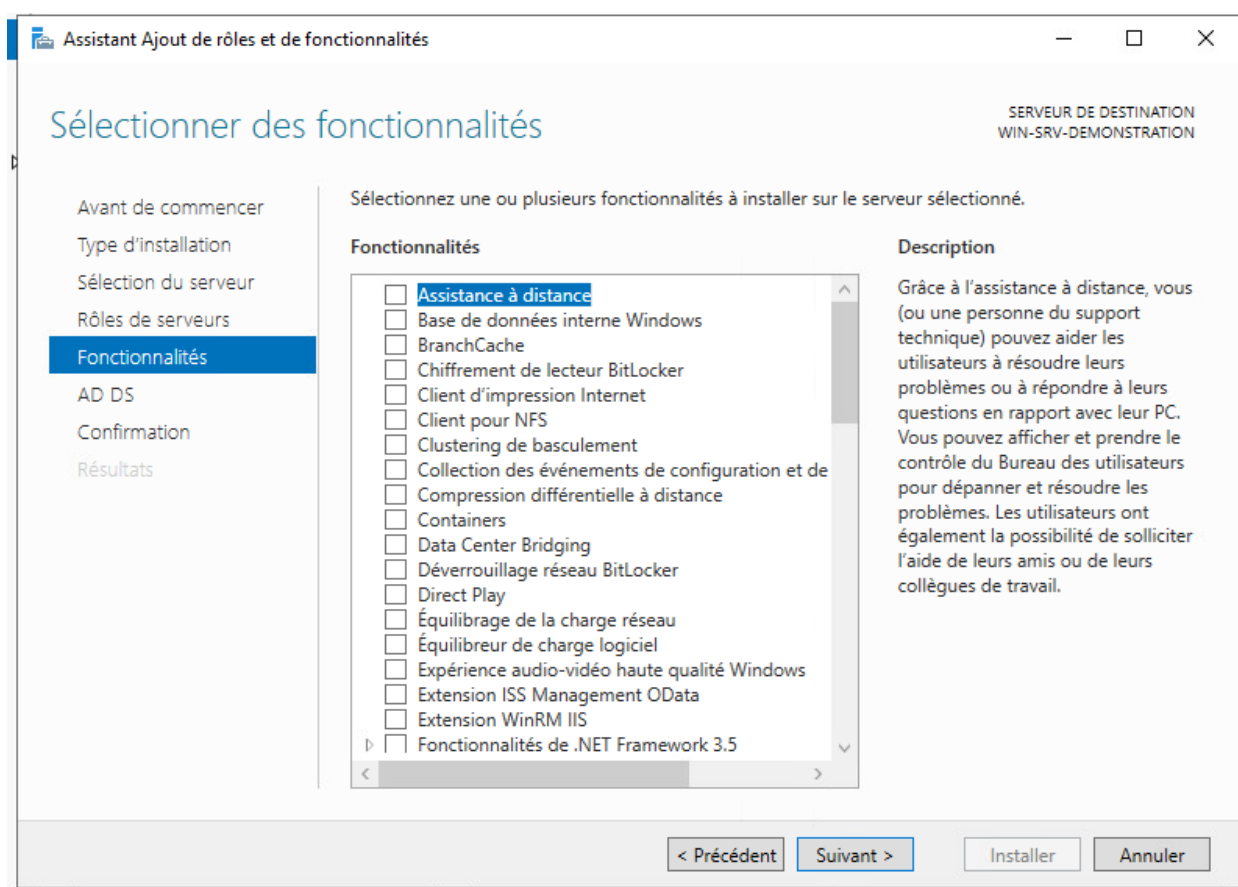 Assistant Ajout de rôles et de fonctionnalités
Sélectionner des fonctionnalités
SERVEUR DE DESTINATION
WIN-SRV-DEMONSTRATION
Avant de commencer
Type d'installation
Sélection du serveur
Rôles de serveurs
Fonctionnalités
AD DS
Confirmation
Résultats
Sélectionnez une ou plusieurs fonctionnalités à installer sur le serveur sélectionné.
Fonctionnalités
Assistance à distance
Base de données interne Windows
BranchCache
Chiffrement de lecteur BitLocker
Client d'impression Internet
Client pour NFS
Clustering de basculement
Collection des événements de configuration et de
Compression différentielle à distance
Containers
Data Center Bridging
Déverrouillage réseau BitLocker
Direct Play
Équilibrage de la charge réseau
Équilibreur de charge logiciel
Expérience audio-vidéo haute qualité Windows
Extension ISS Management OData
Extension WinRM IIS
Fonctionnalités de .NET Framework 3.5
Description
Grâce à l'assistance à distance, vous
(ou une personne du support
technique) pouvez aider les
utilisateurs à résoudre leurs
problèmes ou à répondre à leurs
questions en rapport avec leur PC.
Vous pouvez afficher et prendre le
contrôle du Bureau des utilisateurs
pour dépanner et résoudre les
problèmes. Les utilisateurs ont
également la possibilité de solliciter
l'aide de leurs amis ou de leurs
collègues de travail.
< Précédent
Suivant >
Installer
Annuler